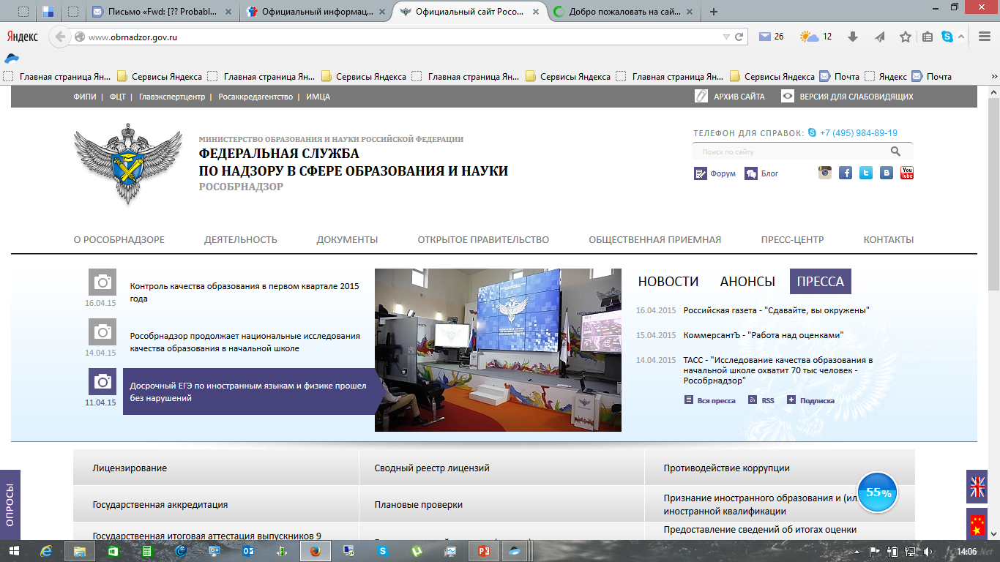 Письмо «Fwd: [?? Probabl...
Официальный информац...
Официальный сайт Росо...
Добро пожаловать на сай...
Яндекс
www.obrnadzor.gov.ru
26
12
Главная страница Ян...
Сервисы Яндекса
Главная страница Ян...
Сервисы Яндекса
Главная страница Ян...
Сервисы Яндекса
Главная страница Ян...
Сервисы Яндекса
Почта
Яндекс
Почта
»
ФИПИ | ФЦТ | Главэкспертцентр | Росаккредагентство | ИМЦА
АРХИВ САЙТА
ВЕРСИЯ ДЛЯ СЛАБОВИДЯЩИХ
МИНИСТЕРСТВО ОБРАЗОВАНИЯ И НАУКИ РОССИЙСКОЙ ФЕДЕРАЦИИ
ФЕДЕРАЛЬНАЯ СЛУЖБА
ПО НАДЗОРУ В СФЕРЕ ОБРАЗОВАНИЯ И НАУКИ
РОСОБРНАДЗОР
ТЕЛЕФОН ДЛЯ СПРАВОК: +7 (495) 984-89-19
Поиск по сайту
Форум
Блог
You
Tube
О РОСОБРНАДЗОРЕ
ДЕЯТЕЛЬНОСТЬ
ДОКУМЕНТЫ
ОТКРЫТОЕ ПРАВИТЕЛЬСТВО
ОБЩЕСТВЕННАЯ ПРИЕМНАЯ
ПРЕСС-ЦЕНТР
КОНТАКТЫ
16.04.15
Контроль качества образования в первом квартале 2015
года
14.04.15
Рособрнадзор продолжает национальные исследования
качества образования в начальной школе
11.04.15
Досрочный ЕГЭ по иностранным языкам и физике прошел
без нарушений
НОВОСТИ
АНОНСЫ
ПРЕССА
16.04.2015 Российская газета - "Сдавайте, вы окружены"
15.04.2015 КоммерсантЪ - "Работа над оценками"
14.04.2015 ТАСС - "Исследование качества образования в
начальной школе охватит 70 тыс человек -
Рособрнадзор"
Вся пресса
RSS
Подписка
ОПРОСЫ
Лицензирование
Сводный реестр лицензий
Противодействие коррупции
Государственная аккредитация
Плановые проверки
Признание иностранного образования и (ил
иностранной квалификации
55%
Государственная итоговая аттестация выпускников 9
Предоставление сведений об итогах оценки
14:06